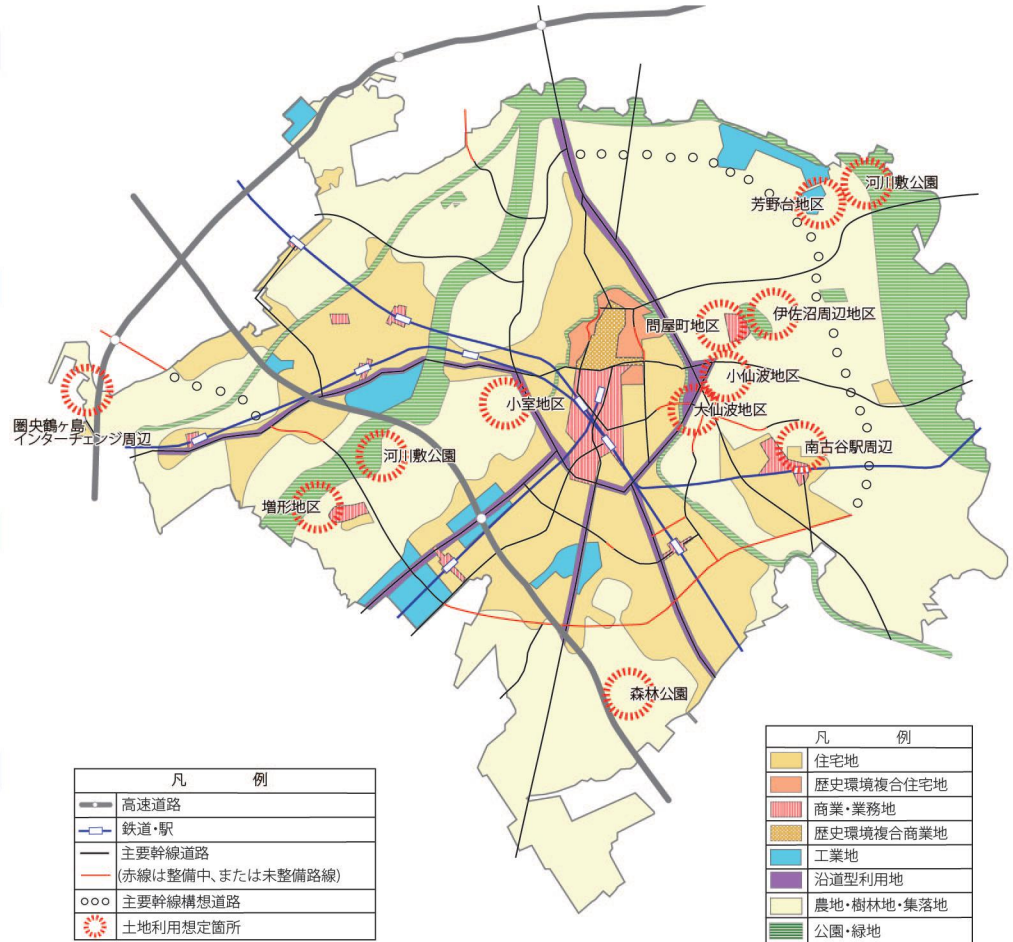 河川敷公園
芳野台地区
伊佐沼周辺地区
問屋町地区
小仙波地区
大仙波地区
小室地区
圏央鶴ヶ島
インターチェンジ周辺
南古谷駅周辺
河川敷公園
増形地区
森林公園
凡 例
高速道路
鉄道・駅
主要幹線道路
(赤線は整備中、または未整備路線)
主要幹線構想道路
土地利用想定箇所
凡 例
住宅地
歴史環境複合住宅地
商業・業務地
歴史環境複合商業地
工業地
沿道型利用地
農地・樹林地・集落地
公園・緑地